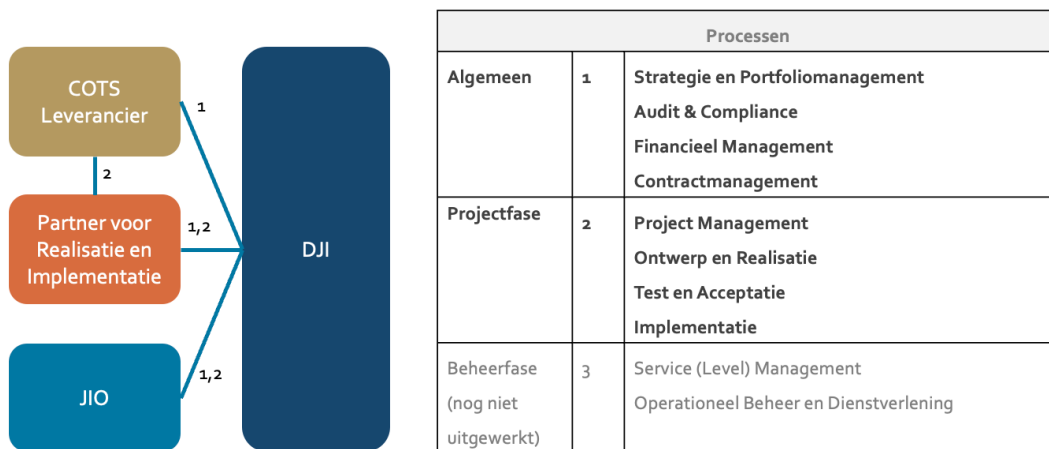 COTS
Leverancier
1
2
Partner voor
Realisatie en
Implementatie
1,2
JIO
1,2
DJI
Processen
Algemeen 1 Strategie en Portfoliomanagement
Audit & Compliance
Financieel Management
Contractmanagement
Projectfase 2 Project Management
Ontwerp en Realisatie
Test en Acceptatie
Implementatie
Beheerfase 3 Service (Level) Management
(nog niet Operationeel Beheer en Dienstverlening
uitgewerkt)